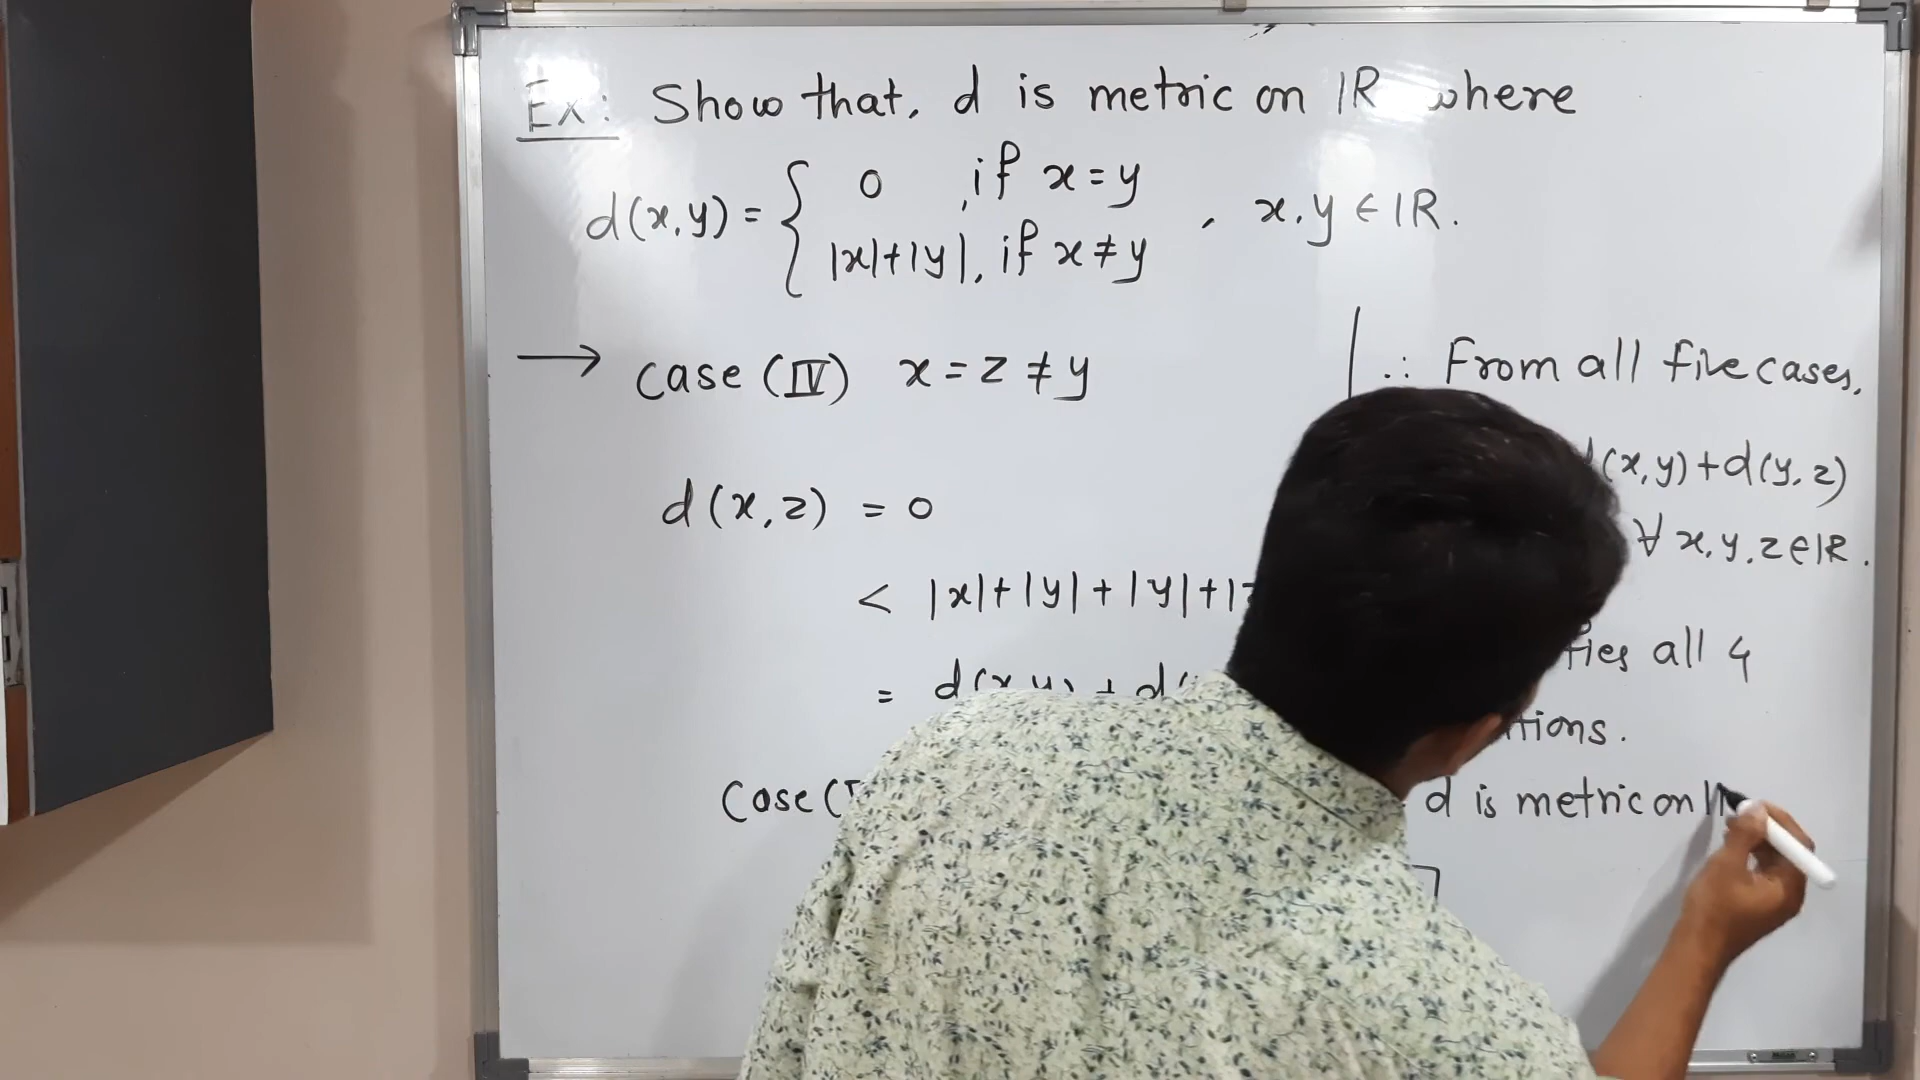 Ex: Show that, d is metric on IR where
d(x,y) = { 0 , if x = y
|x|+|y|, if x ≠ y , x, y ∈ IR.
→ case (IV) x = z ≠ y
d(x,z) = 0
< |x|+|y|+|y|+|z
= d(x,y) + d(
Case (
∴ From all five cases,
d(x,y)+d(y,z)
∀ x, y, z ∈ IR.
fies all 4
tions.
d is metric on